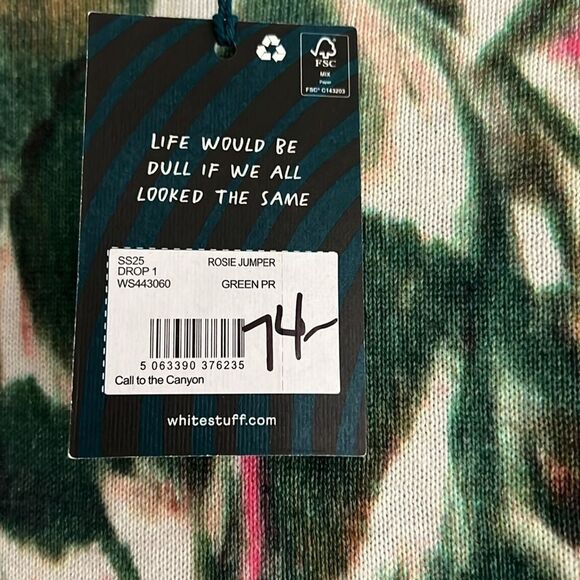 FSC
MIX
Paper
FSC® C143203
LIFE WOULD BE
DULL IF WE ALL
LOOKED THE SAME
SS25 ROSIE JUMPER
DROP 1
WS443060 GREEN PR
74-
5 063390 376235
Call to the Canyon
whitestuff.com